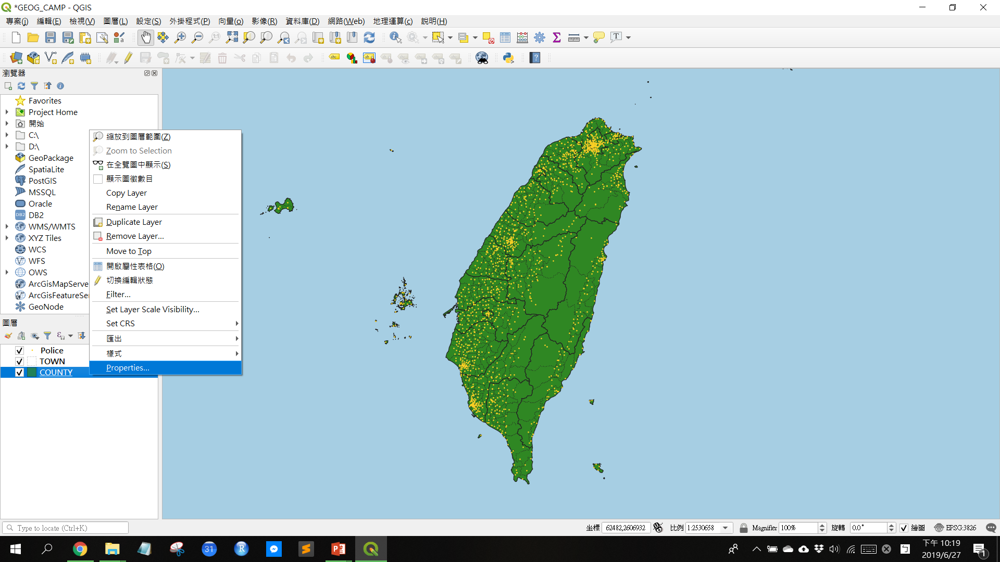 *GEOG_CAMP - QGIS
專案(j) 編輯(E) 檢視(V) 圖層(L) 設定(S) 外掛程式(P) 向量(o) 影像(R) 資料庫(D) 網路(Web) 地理運算(c) 說明(H)
瀏覽器
Favorites
Project Home
開始
C:\
D:\
GeoPackage
SpatiaLite
PostGIS
MSSQL
Oracle
DB2
WMS/WMTS
XYZ Tiles
WCS
WFS
OWS
ArcGisMapServe
ArcGisFeatureSe
GeoNode
縮放到圖層範圍(Z)
Zoom to Selection
在全覽圖中顯示(S)
顯示圖徵數目
Copy Layer
Rename Layer
Duplicate Layer
Remove Layer...
Move to Top
開啟屬性表格(O)
切換編輯狀態
Filter...
Set Layer Scale Visibility...
Set CRS
匯出
樣式
Properties...
圖層
Police
TOWN
COUNTY
Type to locate (Ctrl+K)
坐標 62482,2606932 比例 1:2530658 Magnifier 100% 旋轉 0.0° 繪圖 EPSG:3826
下午 10:19
2019/6/27